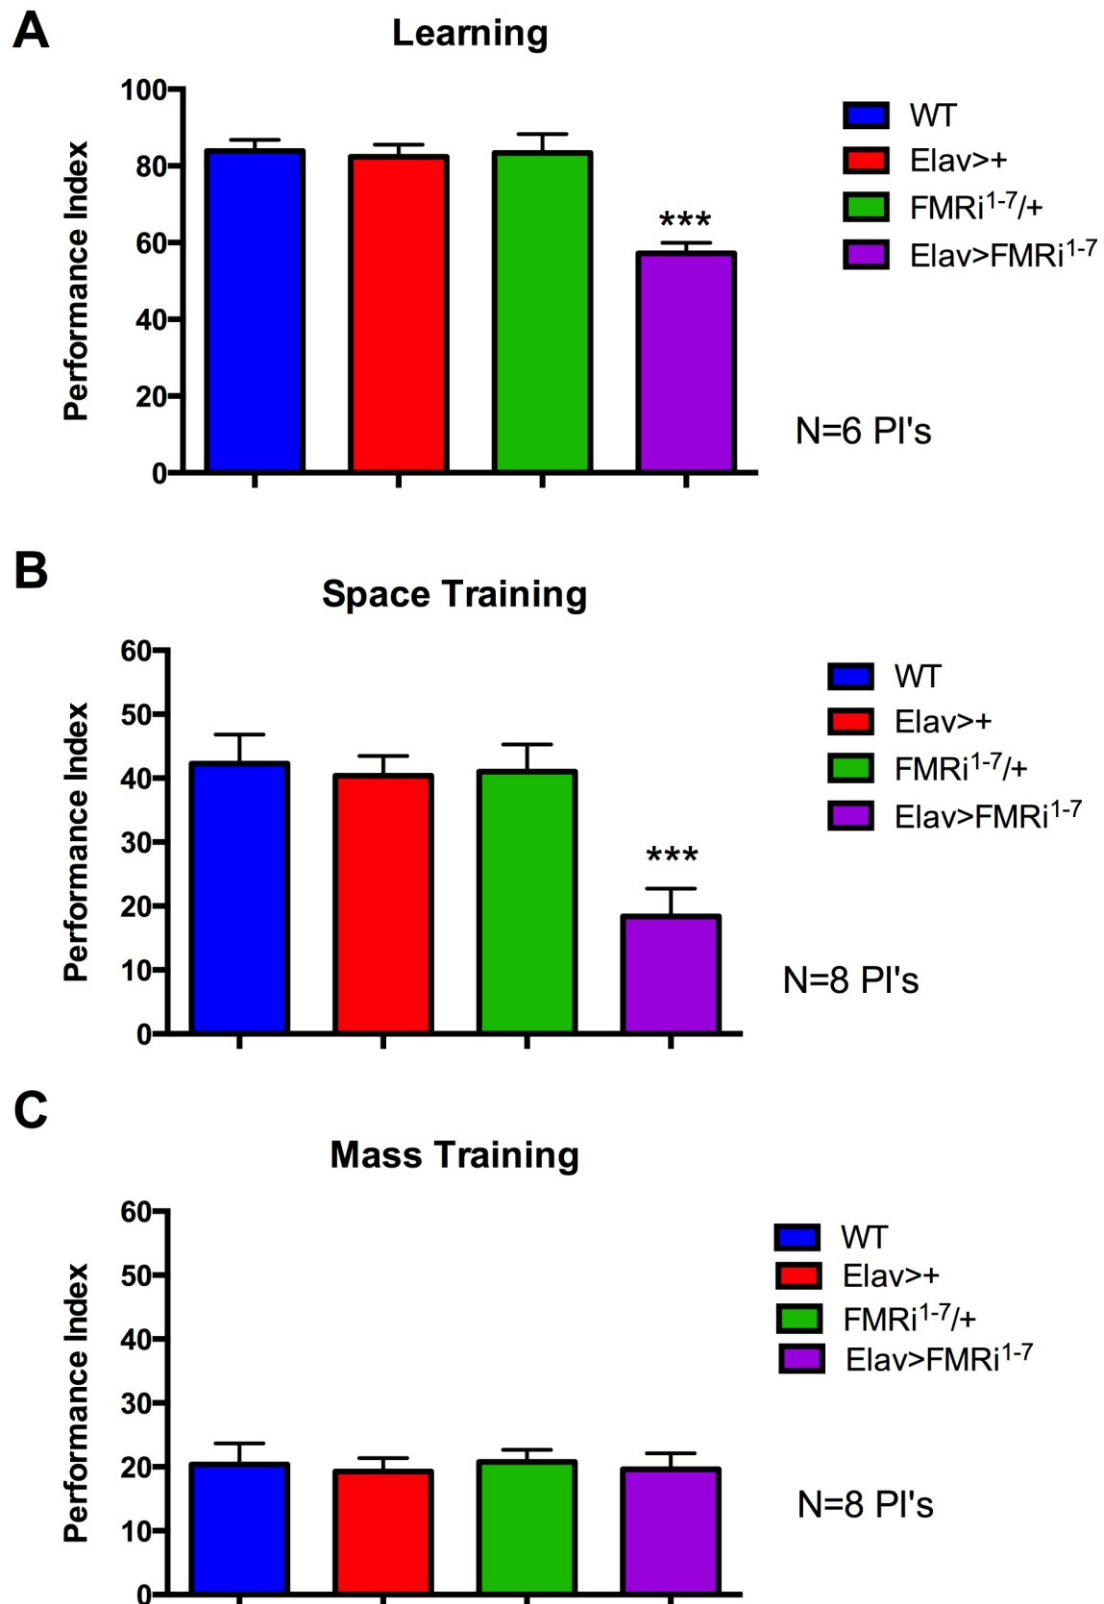 A
Learning
Performance Index
100
80
60
40
20
0
***
WT
Elav>+
FMRi1-7/+
Elav>FMRi1-7
N=6 PI's
B
Space Training
Performance Index
60
50
40
30
20
10
0
***
WT
Elav>+
FMRi1-7/+
Elav>FMRi1-7
N=8 PI's
C
Mass Training
Performance Index
60
50
40
30
20
10
0
WT
Elav>+
FMRi1-7/+
Elav>FMRi1-7
N=8 PI's